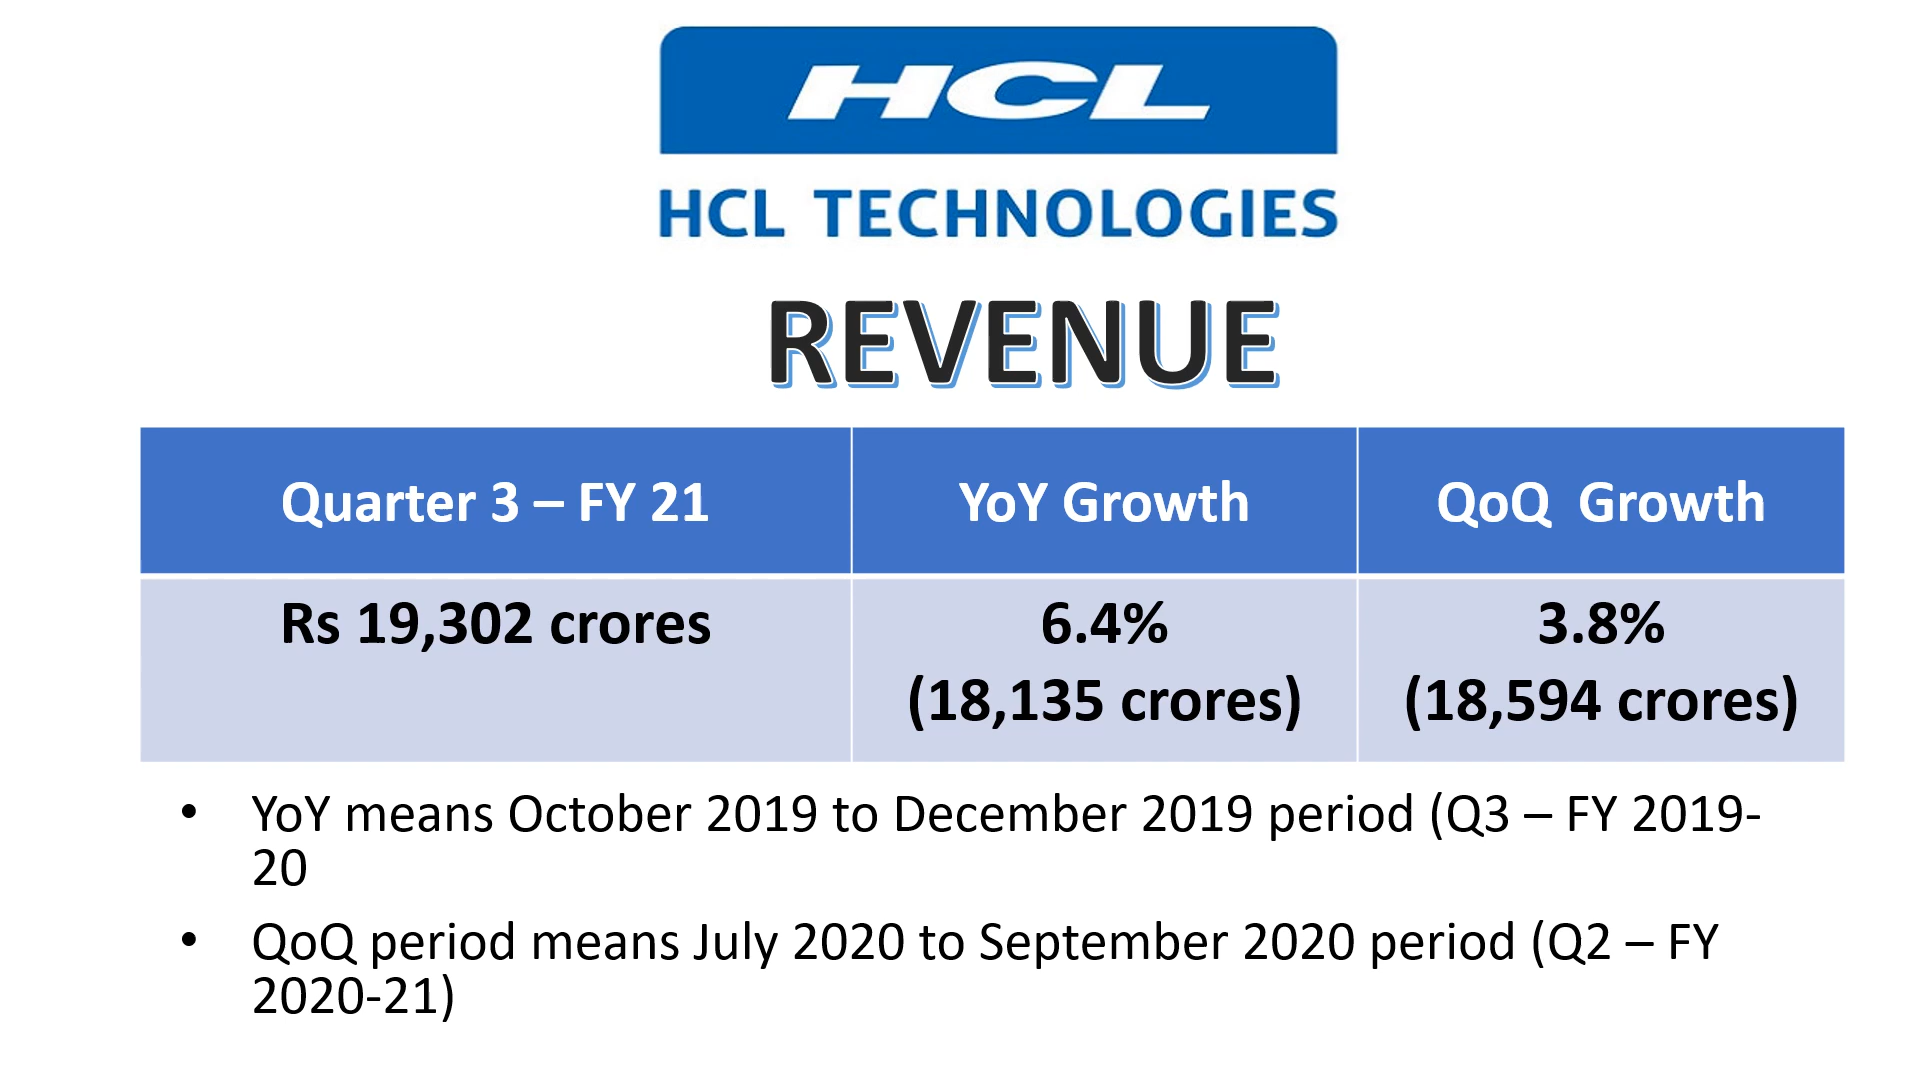 HCL
HCL TECHNOLOGIES
REVENUE
Quarter 3 – FY 21 YoY Growth QoQ Growth
Rs 19,302 crores 6.4% 3.8%
(18,135 crores) (18,594 crores)
• YoY means October 2019 to December 2019 period (Q3 – FY 2019-
20
• QoQ period means July 2020 to September 2020 period (Q2 – FY
2020-21)